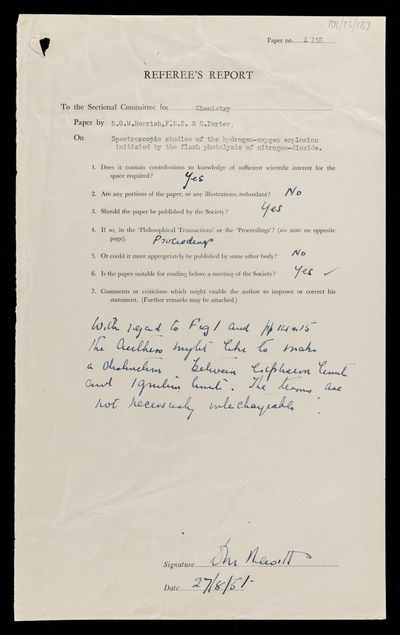 RR/75/187
Paper no. A 158
REFEREE'S REPORT
To the Sectional Committee for Chemistry
Paper by R.G.W.Norrish,F.R.S. & G.Porter,
On Spectroscopic studies of the hydrogen-oxygen explosion
initiated by the flash photolysis of nitrogen-dioxide.
1. Does it contain contributions to knowledge of sufficient scientific interest for the
space required? Yes
2. Are any portions of the paper, or any illustrations, redundant? No
3. Should the paper be published by the Society? Yes
4. If so, in the 'Philosophical Transactions' or the 'Proceedings'? (see note on opposite
page). Proceedings
5. Or could it more appropriately be published by some other body? No
6. Is the paper suitable for reading before a meeting of the Society? Yes ✓
7. Comments or criticisms which might enable the author to improve or correct his
statement. (Further remarks may be attached.)
With regard to Fig 1 and pp 14 & 15
the authors might like to make
a distinction between "Explosion limit
and "Ignition limit". The terms are
not necessarily interchangeable.
Signature
Date 27/8/51